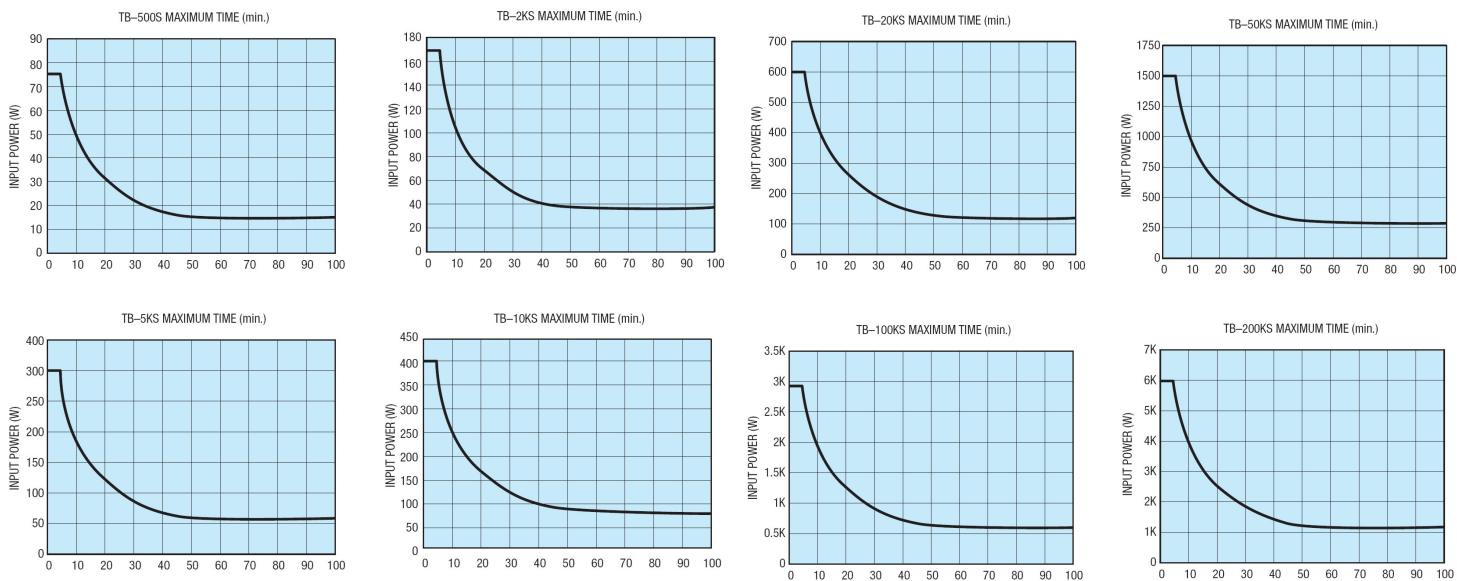 TB–500S MAXIMUM TIME (min.)
INPUT POWER (W)
90
80
70
60
50
40
30
20
10
0
0 10 20 30 40 50 60 70 80 90 100
TB–2KS MAXIMUM TIME (min.)
INPUT POWER (W)
180
160
140
120
100
80
60
40
20
0
0 10 20 30 40 50 60 70 80 90 100
TB–20KS MAXIMUM TIME (min.)
INPUT POWER (W)
700
600
500
400
300
200
100
0
0 10 20 30 40 50 60 70 80 90 100
TB–50KS MAXIMUM TIME (min.)
INPUT POWER (W)
1750
1500
1250
1000
750
500
250
0
0 10 20 30 40 50 60 70 80 90 100
TB–5KS MAXIMUM TIME (min.)
INPUT POWER (W)
400
300
250
200
150
100
50
0
0 10 20 30 40 50 60 70 80 90 100
TB–10KS MAXIMUM TIME (min.)
INPUT POWER (W)
450
400
350
300
250
200
150
100
50
0
0 10 20 30 40 50 60 70 80 90 100
TB–100KS MAXIMUM TIME (min.)
INPUT POWER (W)
3.5K
3K
2.5K
2K
1.5K
1K
0.5K
0
0 10 20 30 40 50 60 70 80 90 100
TB–200KS MAXIMUM TIME (min.)
INPUT POWER (W)
7K
6K
5K
4K
3K
2K
1K
0
0 10 20 30 40 50 60 70 80 90 100